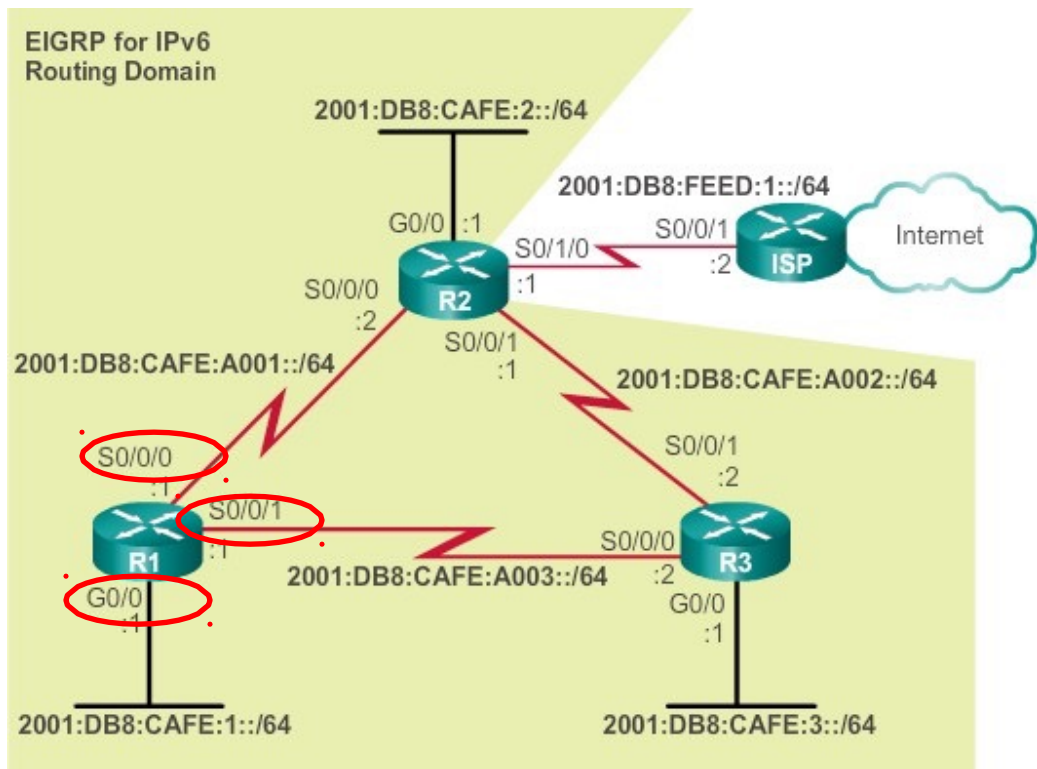 EIGRP for IPv6
Routing Domain
2001:DB8:CAFE:2::/64
2001:DB8:FEED:1::/64
G0/0 :1
S0/0/1
Internet
S0/1/0
:2
ISP
:1
S0/0/0
R2
:2
S0/0/1
:1
2001:DB8:CAFE:A001::/64
2001:DB8:CAFE:A002::/64
S0/0/0
:1
S0/0/1
:2
S0/0/1
:1
R1
S0/0/0
:2
R3
2001:DB8:CAFE:A003::/64
G0/0
:1
G0/0
:1
2001:DB8:CAFE:1::/64
2001:DB8:CAFE:3::/64